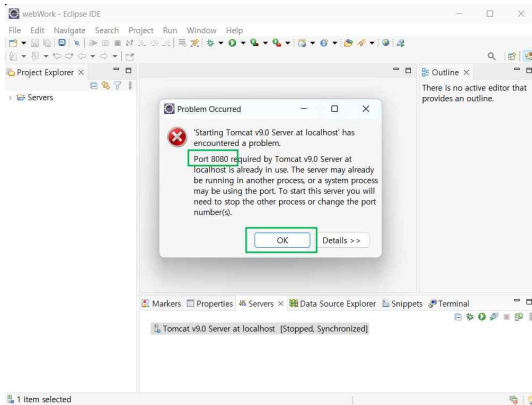 webWork - Eclipse IDE
File Edit Navigate Search Project Run Window Help
Project Explorer
Servers
Outline
There is no active editor that
provides an outline.
Problem Occurred
'Starting Tomcat v9.0 Server at localhost' has
encountered a problem.
Port 8080 required by Tomcat v9.0 Server at
localhost is already in use. The server may already
be running in another process, or a system process
may be using the port. To start this server you will
need to stop the other process or change the port
number(s).
OK
Details >>
Markers Properties Servers Data Source Explorer Snippets Terminal
Tomcat v9.0 Server at localhost [Stopped, Synchronized]
1 item selected